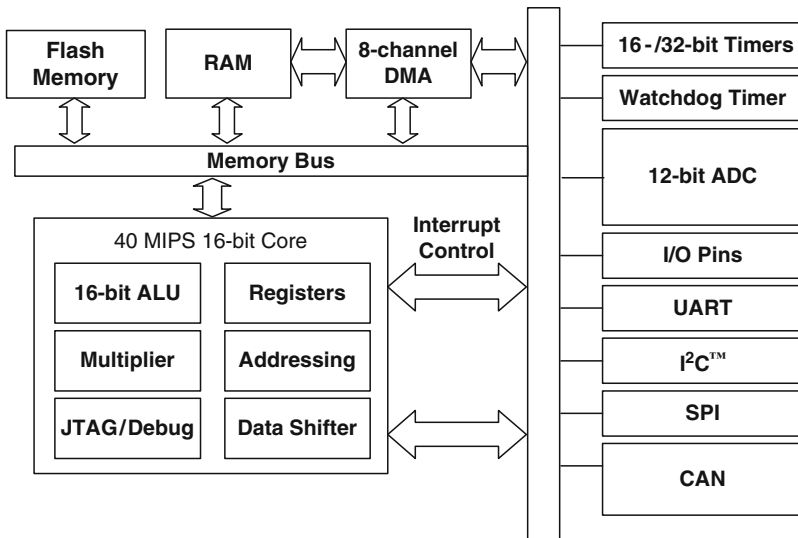 Flash
Memory
RAM
8-channel
DMA
Memory Bus
40 MIPS 16-bit Core
16-bit ALU
Registers
Multiplier
Addressing
JTAG/Debug
Data Shifter
Interrupt
Control
16-/32-bit Timers
Watchdog Timer
12-bit ADC
I/O Pins
UART
I²C™
SPI
CAN